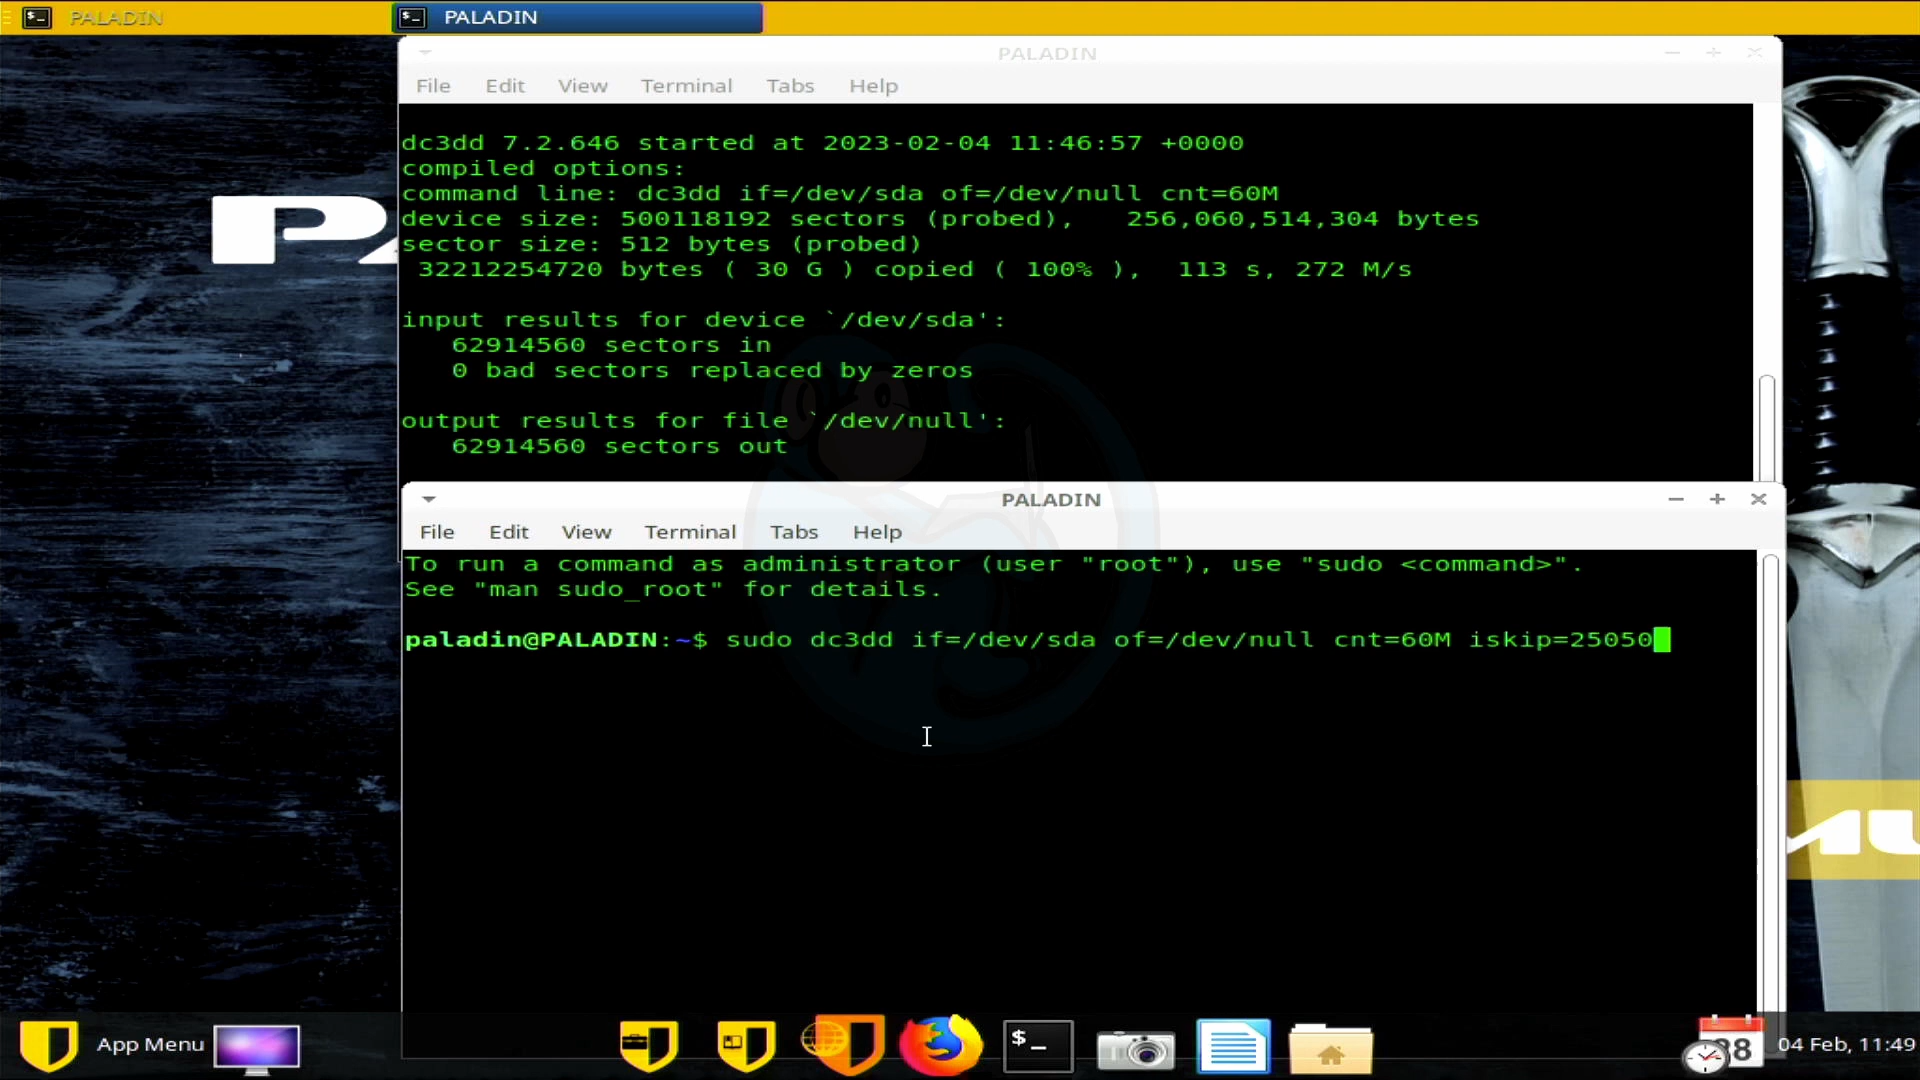 PALADIN
PALADIN
PALADIN
File Edit View Terminal Tabs Help
dc3dd 7.2.646 started at 2023-02-04 11:46:57 +0000
compiled options:
command line: dc3dd if=/dev/sda of=/dev/null cnt=60M
device size: 500118192 sectors (probed),   256,060,514,304 bytes
sector size: 512 bytes (probed)
 32212254720 bytes ( 30 G ) copied ( 100% ),  113 s, 272 M/s
input results for device `/dev/sda':
   62914560 sectors in
   0 bad sectors replaced by zeros
output results for file `/dev/null':
   62914560 sectors out
PALADIN
File Edit View Terminal Tabs Help
To run a command as administrator (user "root"), use "sudo <command>".
See "man sudo_root" for details.
paladin@PALADIN:~$ sudo dc3dd if=/dev/sda of=/dev/null cnt=60M iskip=25050
App Menu
$_
04 Feb, 11:49